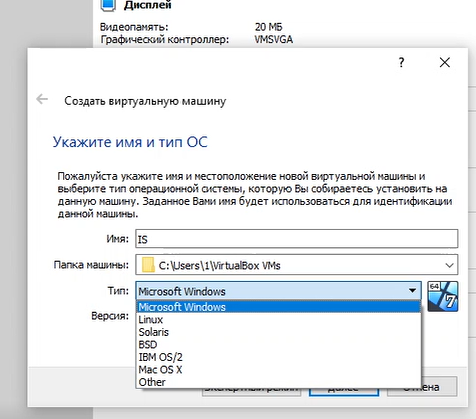 Дисплей
Видеопамять: 20 МБ
Графический контроллер: VMSVGA
?
Создать виртуальную машину
Укажите имя и тип ОС
Пожалуйста укажите имя и местоположение новой виртуальной машины и
выберите тип операционной системы, которую Вы собираетесь установить на
данную машину. Заданное Вами имя будет использоваться для идентификации
данной машины.
Имя: IS
Папка машины: C:\Users\1\VirtualBox VMs
Тип: Microsoft Windows
64
7
Microsoft Windows
Версия:
Linux
Solaris
BSD
IBM OS/2
Mac OS X
Other
Экспертный режим Далее Отмена